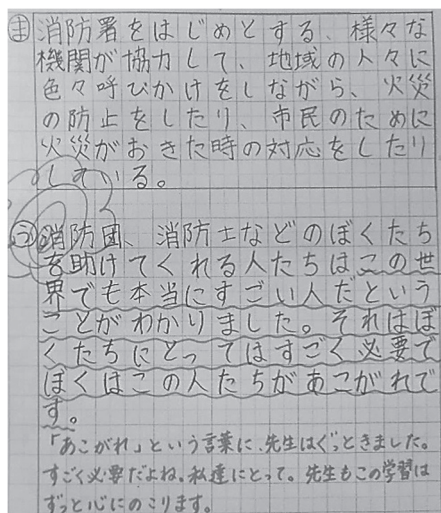 ㊤消防署をはじめとする、様々な
機関が協力して、地域の人々に
色々呼びかけをしながら、火災
の防止をしたり、市民のために
火災がおきた時の対応をしたり
している。
消防団、消防士などのぼくたち
を助けてくれる人たちはこの世
界でも本当にすごい人だという
ことがわかりました。それはぼ
くたちにとってはすごく必要で
ぼくはこの人たちがあこがれで
す。
「あこがれ」という言葉に、先生はぐっときました。
すごく必要だよね。私達にとって。先生もこの学習は
ずっと心にのこります。